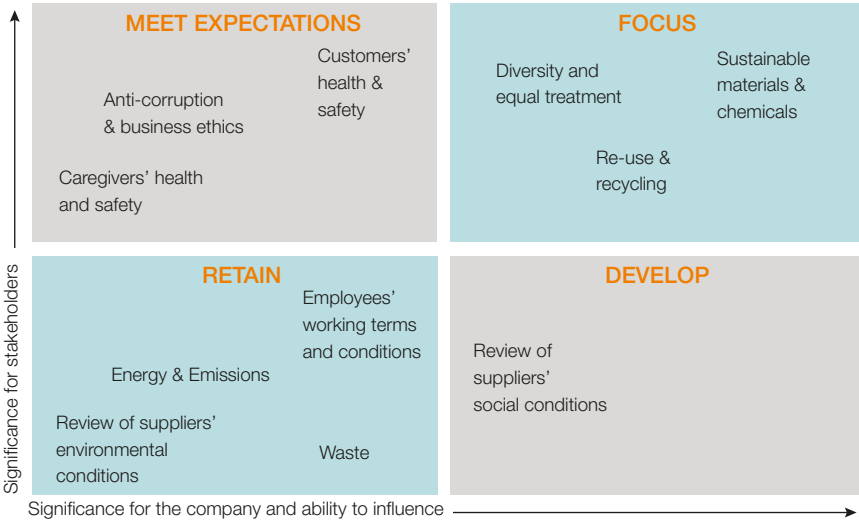 MEET EXPECTATIONS
Customers’
health &
safety
Anti-corruption
& business ethics
Caregivers’ health
and safety
FOCUS
Diversity and
equal treatment
Sustainable
materials &
chemicals
Re-use &
recycling
RETAIN
Employees’
working terms
and conditions
Energy & Emissions
Review of suppliers’
environmental
conditions
Waste
DEVELOP
Review of
suppliers’
social conditions
Significance for stakeholders
Significance for the company and ability to influence